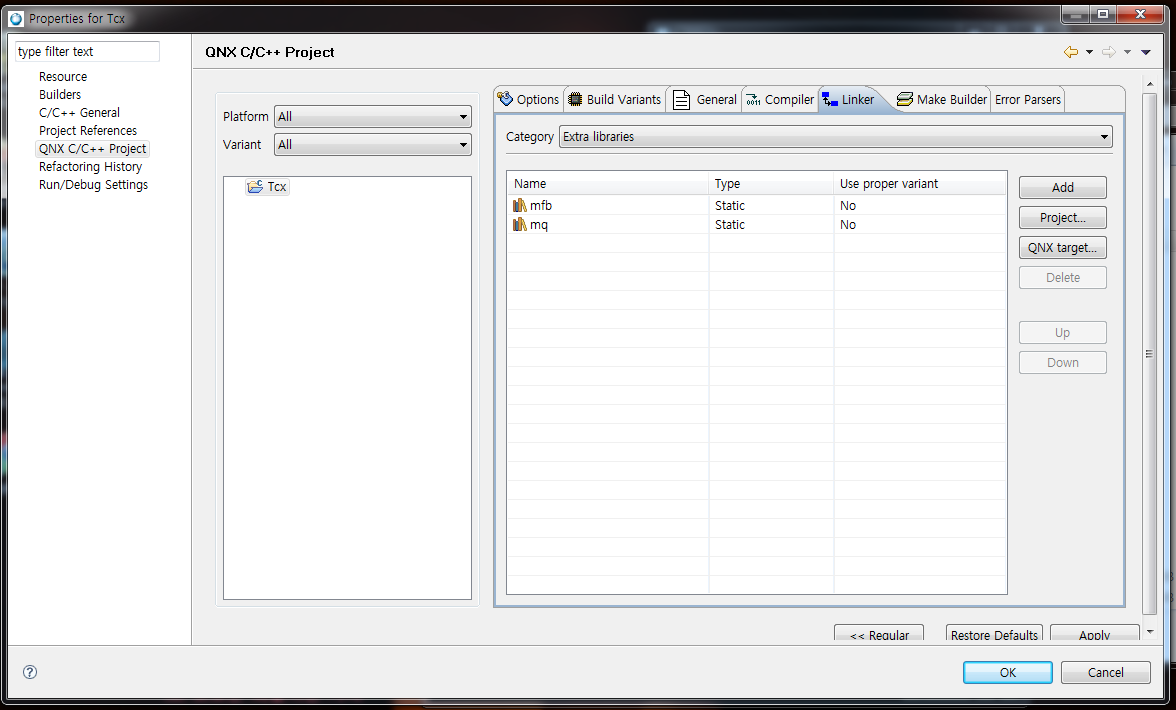 Properties for Tcx
type filter text
Resource
Builders
C/C++ General
Project References
QNX C/C++ Project
Refactoring History
Run/Debug Settings
QNX C/C++ Project
Platform All
Variant All
Tcx
Options Build Variants General Compiler Linker Make Builder Error Parsers
Category Extra libraries
Name Type Use proper variant
mfb Static No
mq Static No
Add
Project...
QNX target...
Delete
Up
Down
<< Regular Restore Defaults Apply
OK Cancel